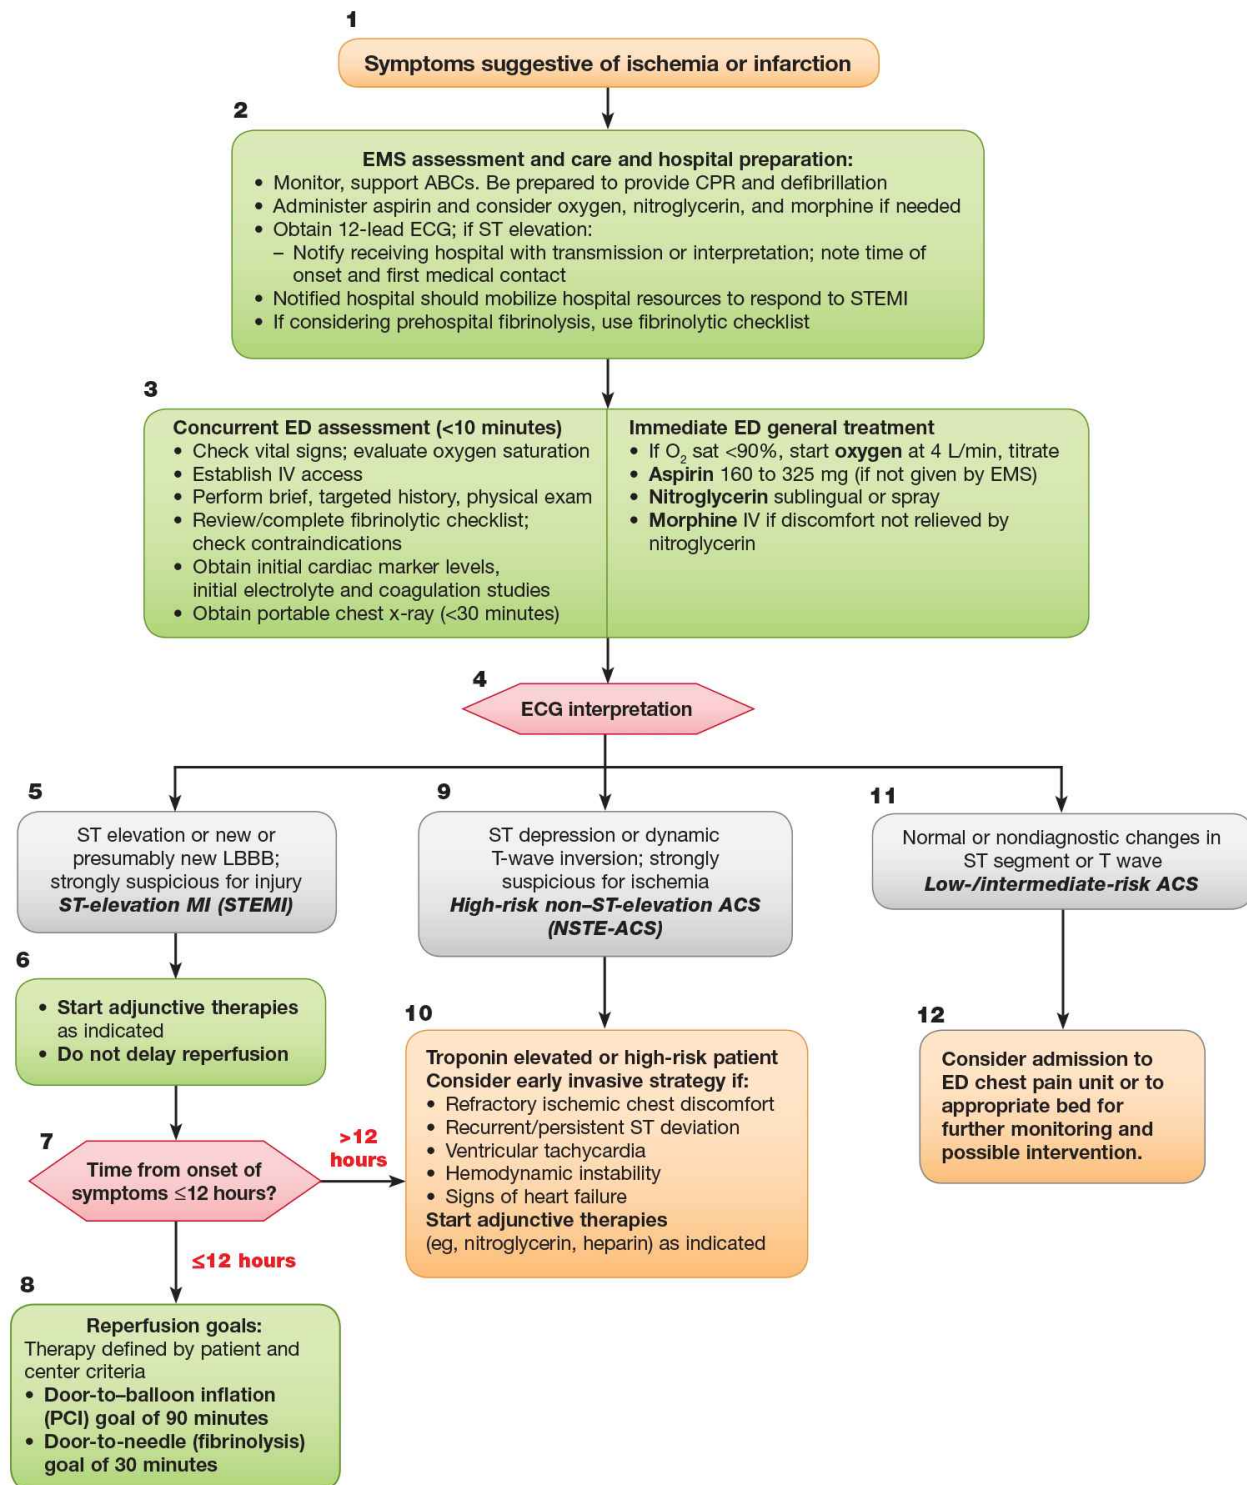 1
Symptoms suggestive of ischemia or infarction
2
EMS assessment and care and hospital preparation:
• Monitor, support ABCs. Be prepared to provide CPR and defibrillation
• Administer aspirin and consider oxygen, nitroglycerin, and morphine if needed
• Obtain 12-lead ECG; if ST elevation:
– Notify receiving hospital with transmission or interpretation; note time of
onset and first medical contact
• Notified hospital should mobilize hospital resources to respond to STEMI
• If considering prehospital fibrinolysis, use fibrinolytic checklist
3
Concurrent ED assessment (<10 minutes)
• Check vital signs; evaluate oxygen saturation
• Establish IV access
• Perform brief, targeted history, physical exam
• Review/complete fibrinolytic checklist;
check contraindications
• Obtain initial cardiac marker levels,
initial electrolyte and coagulation studies
• Obtain portable chest x-ray (<30 minutes)
Immediate ED general treatment
• If O₂ sat <90%, start oxygen at 4 L/min, titrate
• Aspirin 160 to 325 mg (if not given by EMS)
• Nitroglycerin sublingual or spray
• Morphine IV if discomfort not relieved by
nitroglycerin
4
ECG interpretation
5
ST elevation or new or
presumably new LBBB;
strongly suspicious for injury
ST-elevation MI (STEMI)
6
• Start adjunctive therapies
as indicated
• Do not delay reperfusion
7
Time from onset of
symptoms ≤12 hours?
>12
hours
≤12 hours
8
Reperfusion goals:
Therapy defined by patient and
center criteria
• Door-to–balloon inflation
(PCI) goal of 90 minutes
• Door-to-needle (fibrinolysis)
goal of 30 minutes
9
ST depression or dynamic
T-wave inversion; strongly
suspicious for ischemia
High-risk non–ST-elevation ACS
(NSTE-ACS)
10
Troponin elevated or high-risk patient
Consider early invasive strategy if:
• Refractory ischemic chest discomfort
• Recurrent/persistent ST deviation
• Ventricular tachycardia
• Hemodynamic instability
• Signs of heart failure
Start adjunctive therapies
(eg, nitroglycerin, heparin) as indicated
11
Normal or nondiagnostic changes in
ST segment or T wave
Low-/intermediate-risk ACS
12
Consider admission to
ED chest pain unit or to
appropriate bed for
further monitoring and
possible intervention.